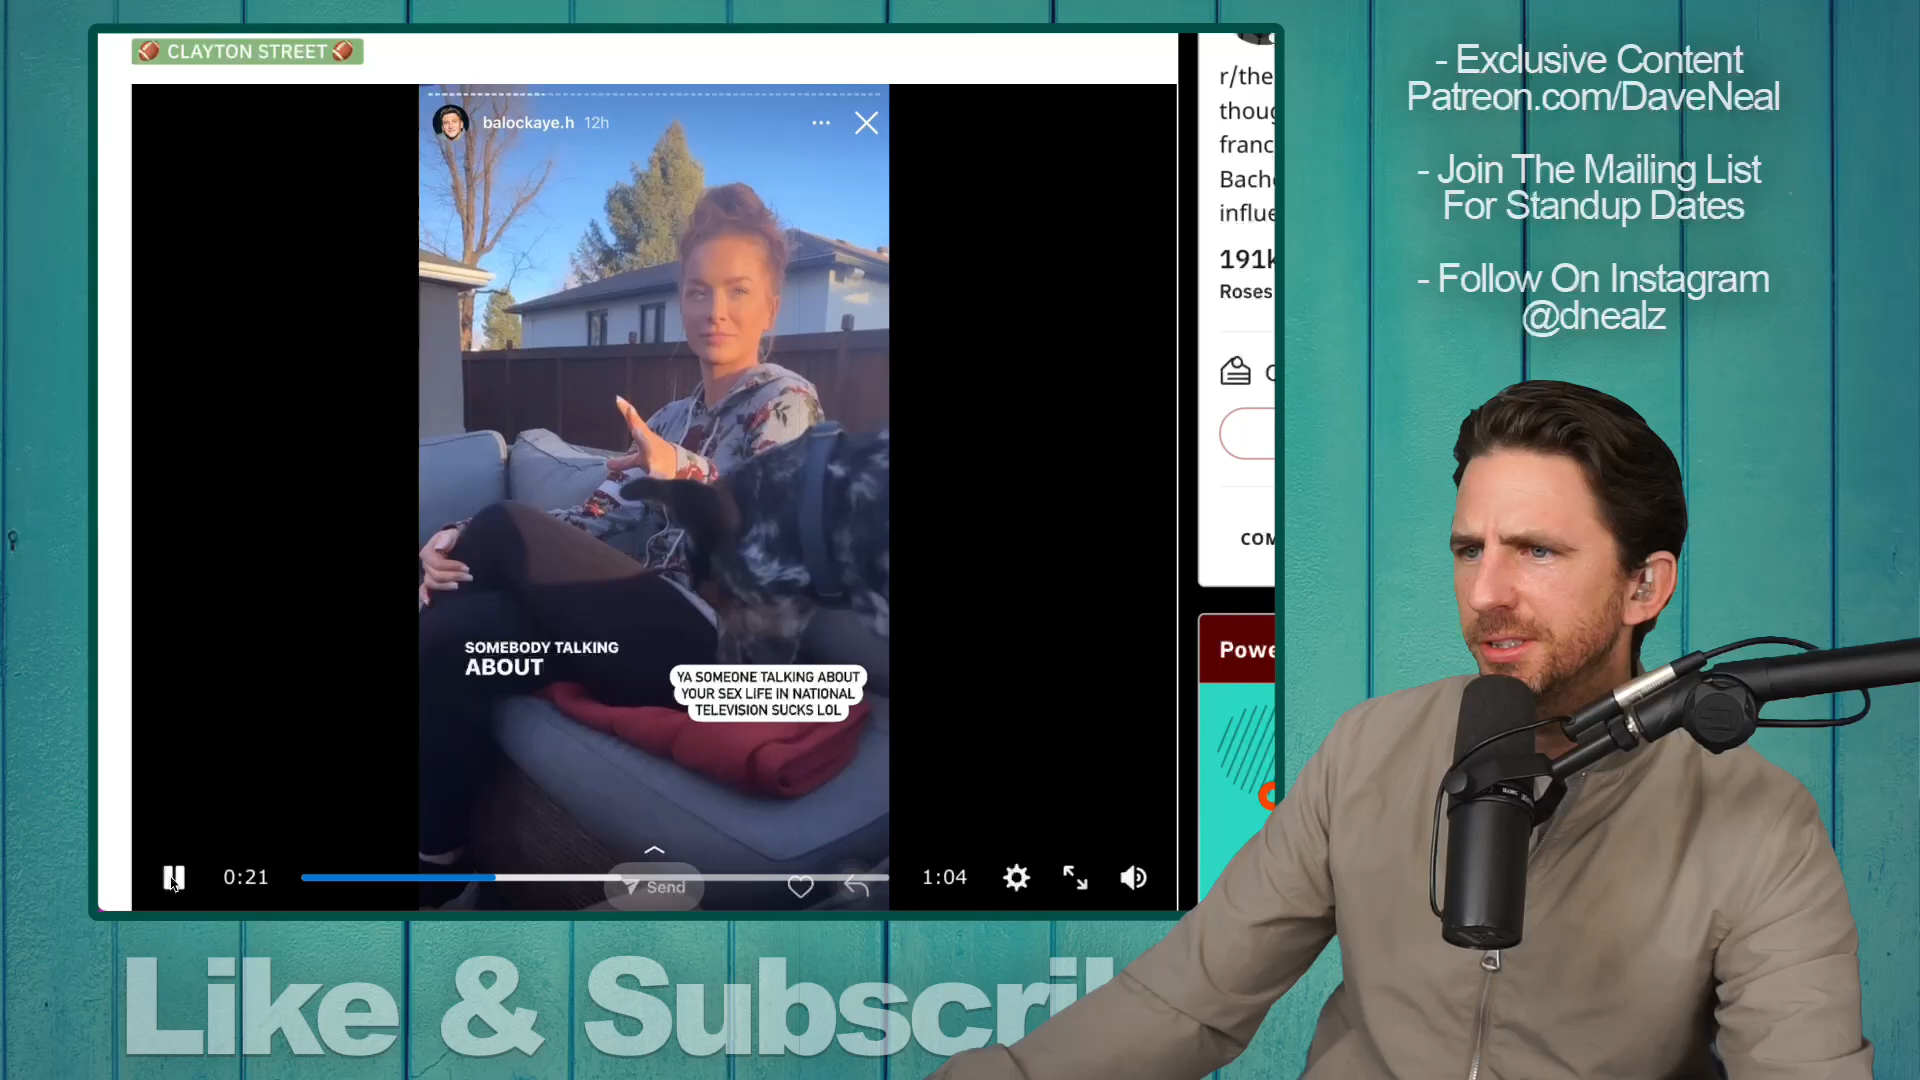 🏈 CLAYTON STREET 🏈
balockaye.h 12h
SOMEBODY TALKING
ABOUT
YA SOMEONE TALKING ABOUT
YOUR SEX LIFE IN NATIONAL
TELEVISION SUCKS LOL
0:21
Send
1:04
r/the
thoug
franc
Bach
influe
191k
Roses
COM
Powe
- Exclusive Content
Patreon.com/DaveNeal
- Join The Mailing List
For Standup Dates
- Follow On Instagram
@dnealz
Like & Subscri